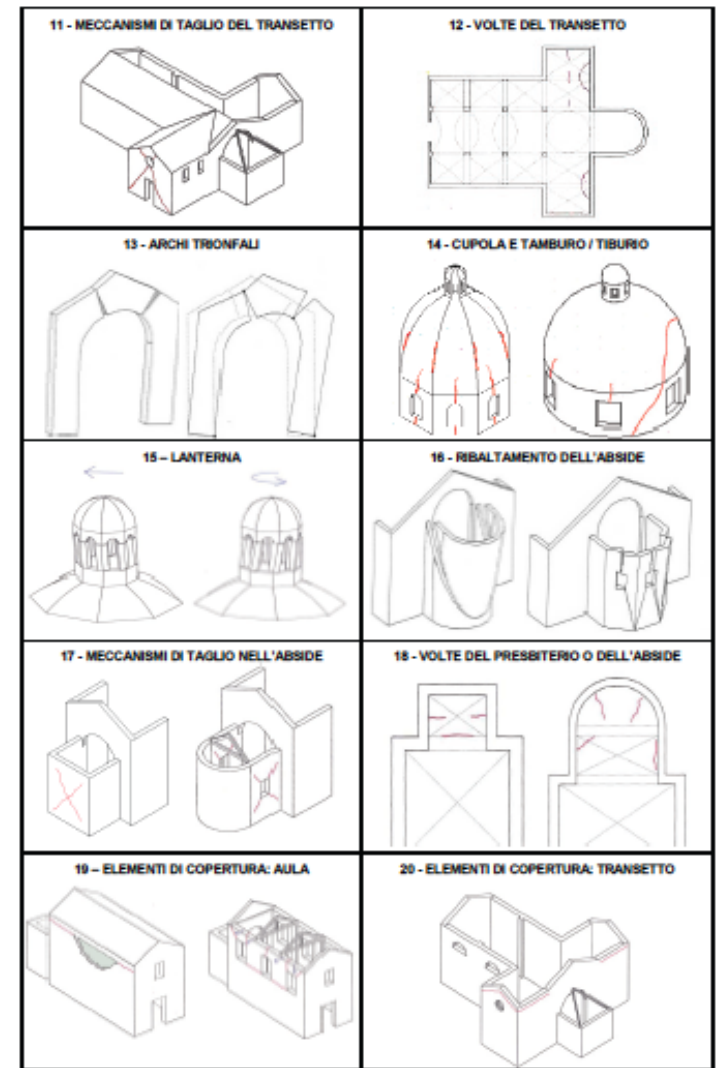 11 - MECCANISMI DI TAGLIO DEL TRANSETTO
12 - VOLTE DEL TRANSETTO
13 - ARCHI TRIONFALI
14 - CUPOLA E TAMBURO / TIBURIO
15 – LANTERNA
16 - RIBALTAMENTO DELL'ABSIDE
17 - MECCANISMI DI TAGLIO NELL'ABSIDE
18 - VOLTE DEL PRESBITERIO O DELL'ABSIDE
19 – ELEMENTI DI COPERTURA: AULA
20 - ELEMENTI DI COPERTURA: TRANSETTO